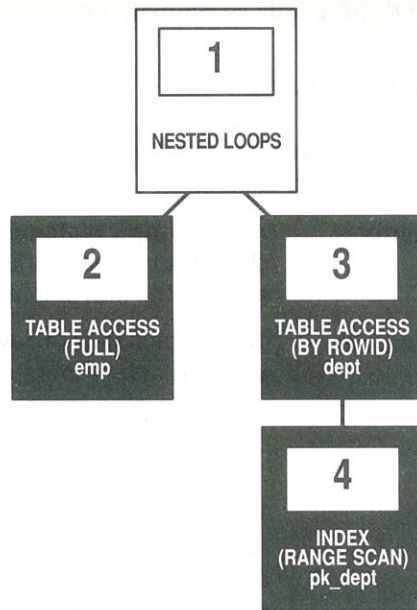 1
NESTED LOOPS
2
TABLE ACCESS
(FULL)
emp
3
TABLE ACCESS
(BY ROWID)
dept
4
INDEX
(RANGE SCAN)
pk_dept